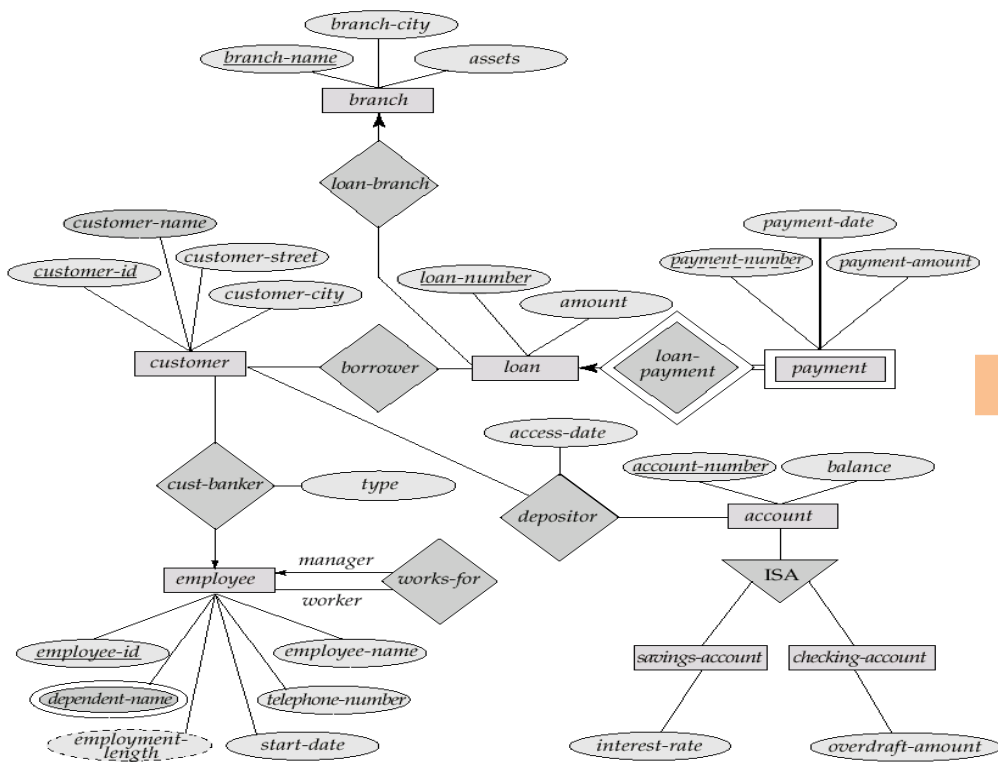 branch-city
branch-name
assets
branch
loan-branch
customer-name
payment-date
customer-street
payment-number
payment-amount
customer-id
loan-number
customer-city
amount
customer
borrower
loan
loan-
payment
payment
access-date
account-number
balance
cust-banker
type
depositor
account
manager
employee
works-for
worker
ISA
employee-id
employee-name
savings-account
checking-account
dependent-name
telephone-number
employment-
length
start-date
interest-rate
overdraft-amount